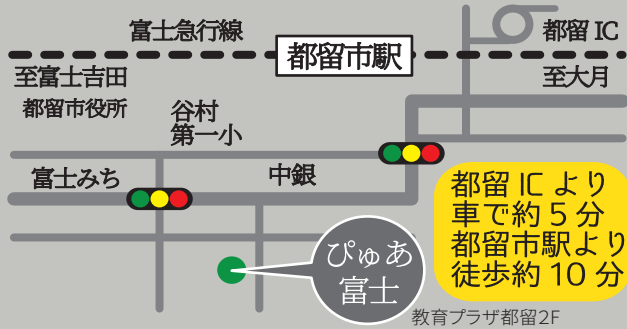 富士急行線
都留 IC
都留市駅
至富士吉田
至大月
都留市役所
谷村
第一小
富士みち
中銀
都留 IC より
車で約 5 分
都留市駅より
徒歩約 10 分
ぴゅあ
富士
教育プラザ都留2F